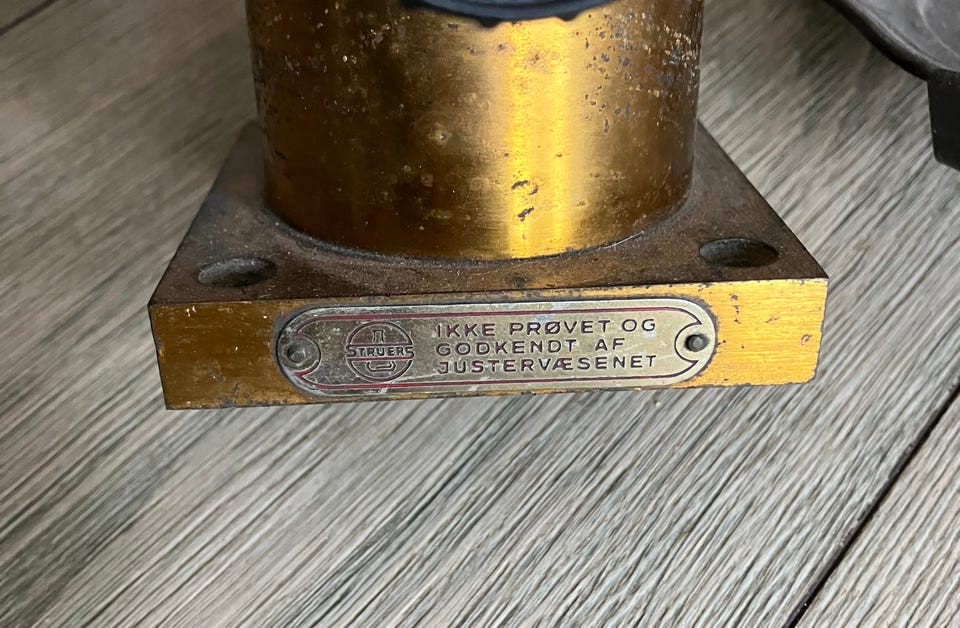 STRUERS
IKKE PRØVET OG
GODKENDT AF
JUSTERVÆSENET